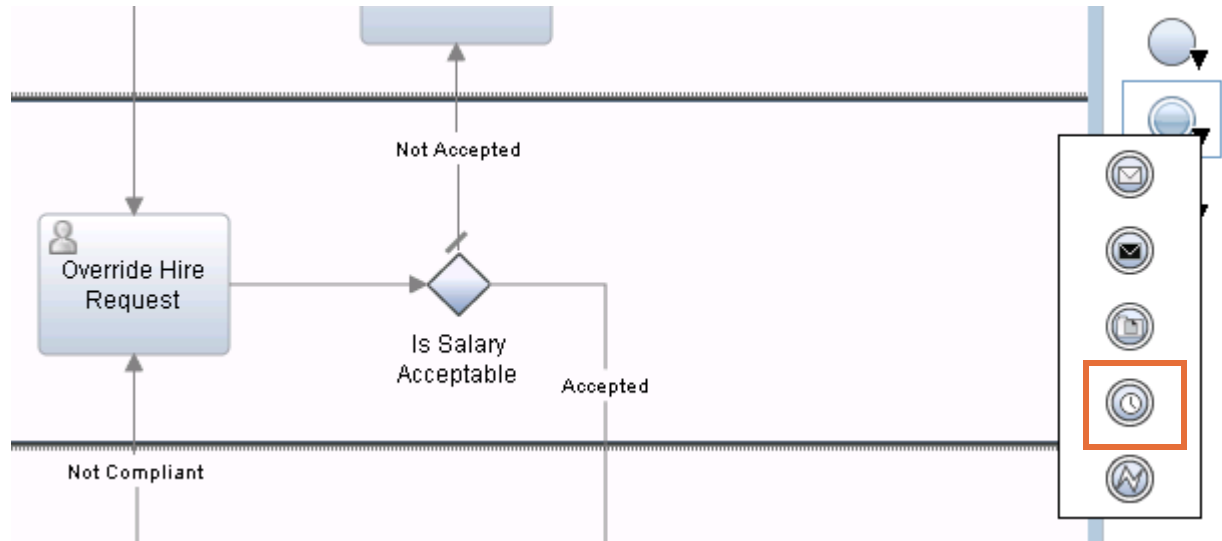 Not Accepted
Override Hire
Request
Is Salary
Acceptable
Accepted
Not Compliant